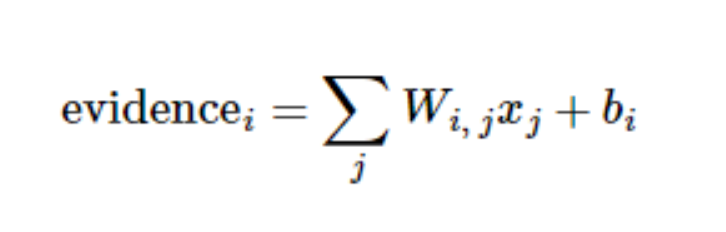 evidence_i = \sum_j W_{i, j} x_j + b_i